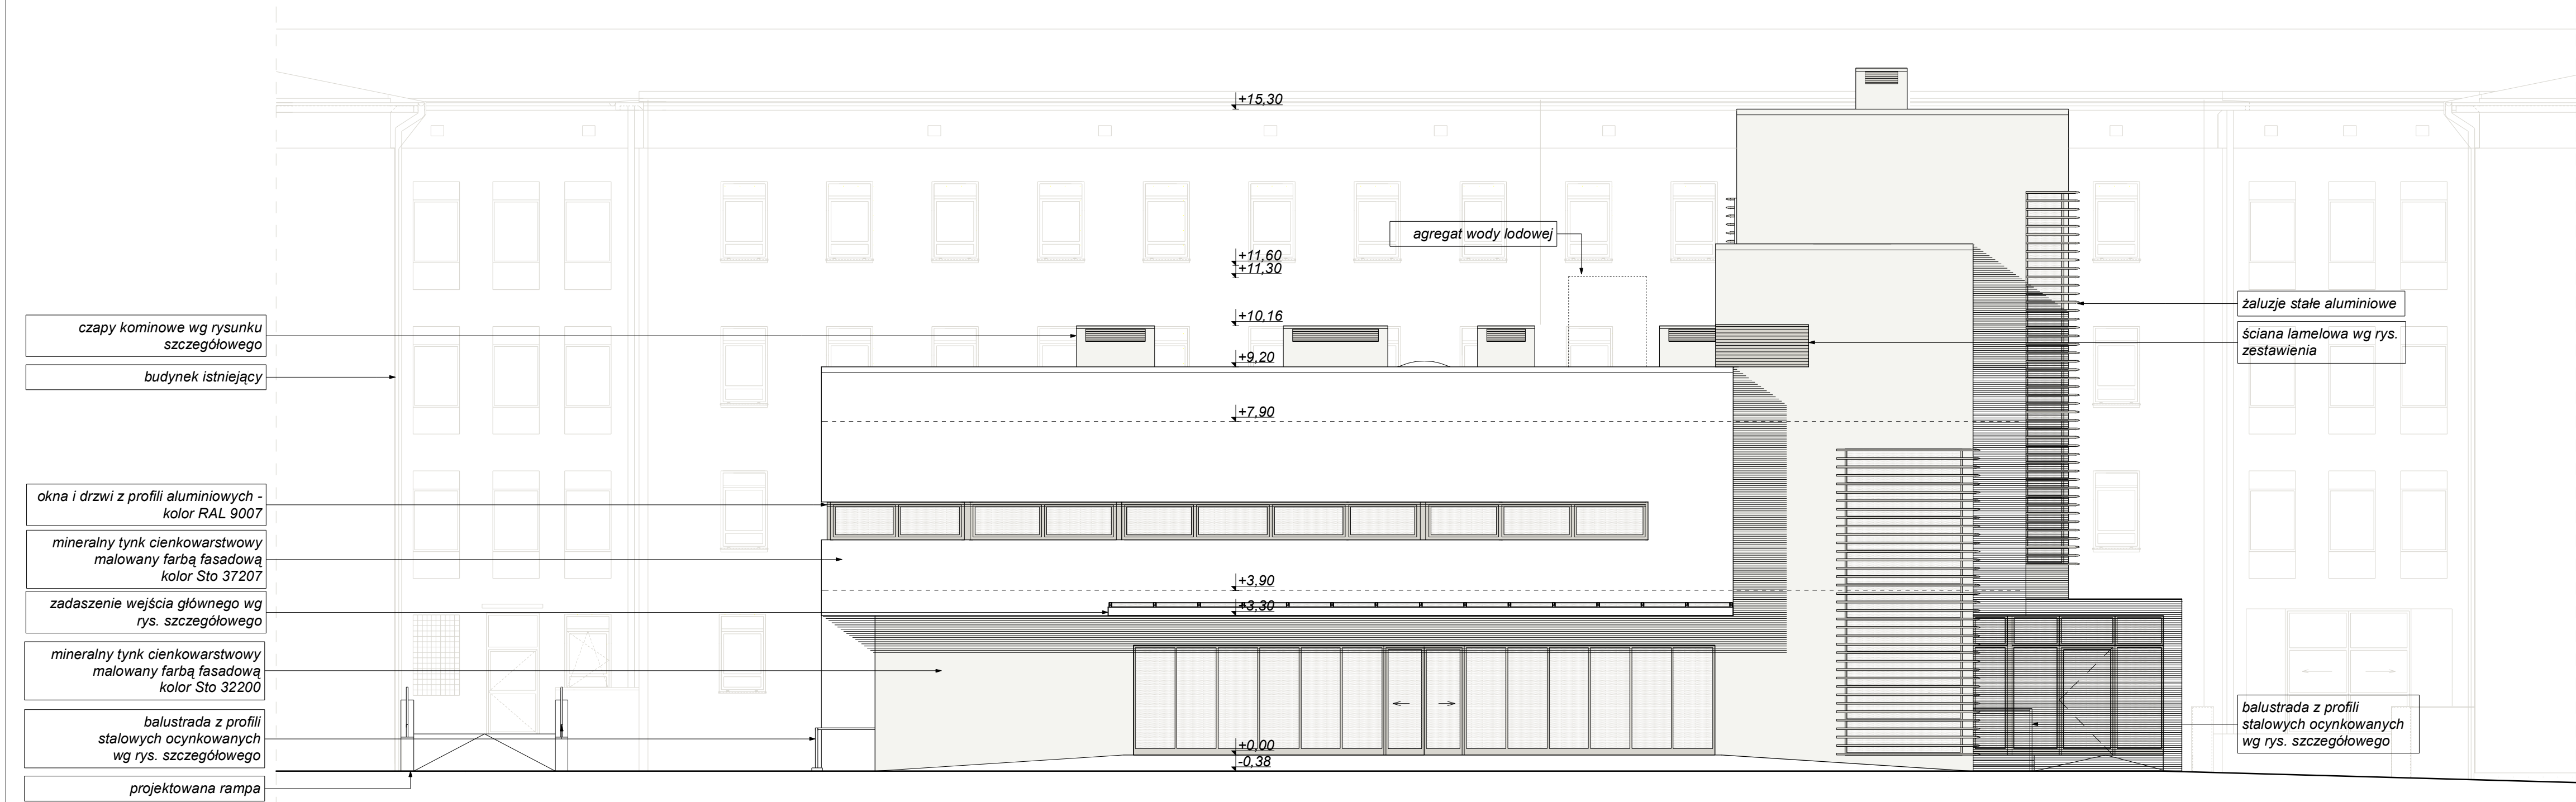 +15,30
agregat wody lodowej
+11,60
+11,30
żaluzje stałe aluminiowe
czapy kominowe wg rysunku
szczegółowego
+10,16
ściana lamelowa wg rys.
zestawienia
+9,20
budynek istniejący
+7,90
okna i drzwi z profili aluminiowych -
kolor RAL 9007
mineralny tynk cienkowarstwowy
malowany farbą fasadową
kolor Sto 37207
+3,90
zadaszenie wejścia głównego wg
rys. szczegółowego
+3,30
mineralny tynk cienkowarstwowy
malowany farbą fasadową
kolor Sto 32200
balustrada z profili
stalowych ocynkowanych
wg rys. szczegółowego
balustrada z profili
stalowych ocynkowanych
wg rys. szczegółowego
+0,00
-0,38
projektowana rampa